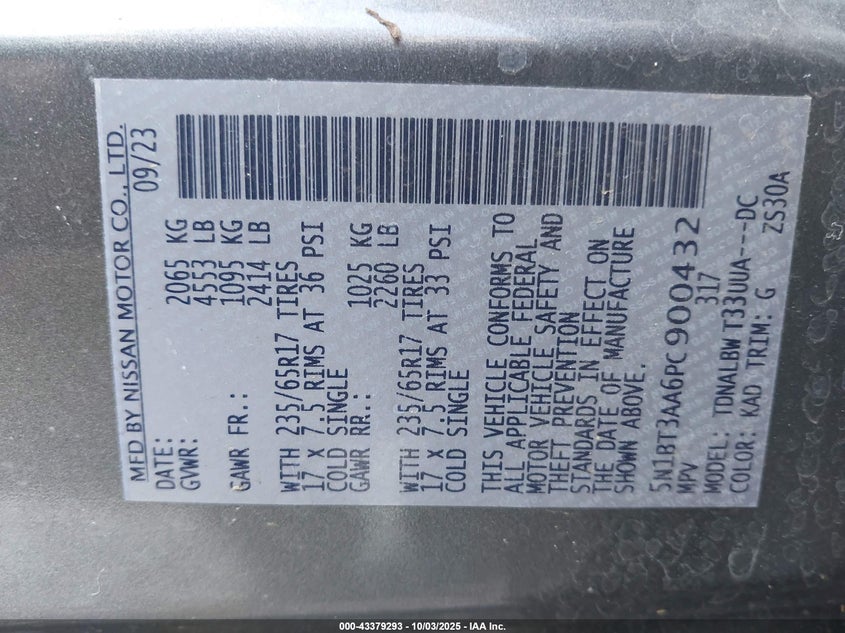 MFD BY NISSAN MOTOR CO., LTD.
DATE: 09/23
GVWR: 2065 KG
4553 LB
GAWR FR.: 1095 KG
2414 LB
WITH 235/65R17 TIRES
17 X 7.5 RIMS AT 36 PSI
COLD SINGLE
GAWR RR.: 1025 KG
2260 LB
WITH 235/65R17 TIRES
17 X 7.5 RIMS AT 33 PSI
COLD SINGLE
THIS VEHICLE CONFORMS TO
ALL APPLICABLE FEDERAL
MOTOR VEHICLE SAFETY AND
THEFT PREVENTION
STANDARDS IN EFFECT ON
THE DATE OF MANUFACTURE
SHOWN ABOVE.
5N1BT3AA6PC900432
MPV 317
MODEL: TDNALBW T33UUA---DC
COLOR: KAD TRIM: G ZS30A
000-43379293 - 10/03/2025 - IAA Inc.